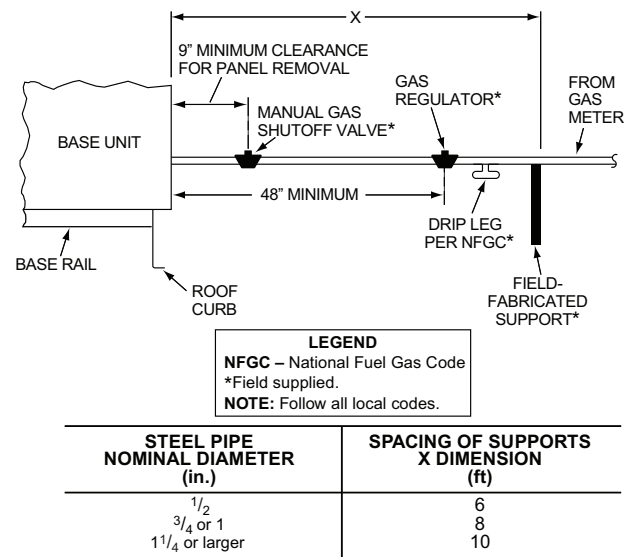 X
9” MINIMUM CLEARANCE
FOR PANEL REMOVAL
GAS
REGULATOR*
FROM
GAS
METER
MANUAL GAS
SHUTOFF VALVE*
BASE UNIT
48” MINIMUM
DRIP LEG
PER NFGC*
BASE RAIL
ROOF
CURB
FIELD-
FABRICATED
SUPPORT*
LEGEND
NFGC – National Fuel Gas Code
*Field supplied.
NOTE: Follow all local codes.
STEEL PIPE
NOMINAL DIAMETER
(in.)
SPACING OF SUPPORTS
X DIMENSION
(ft)
1/2 6
3/4 or 1 8
1 1/4 or larger 10